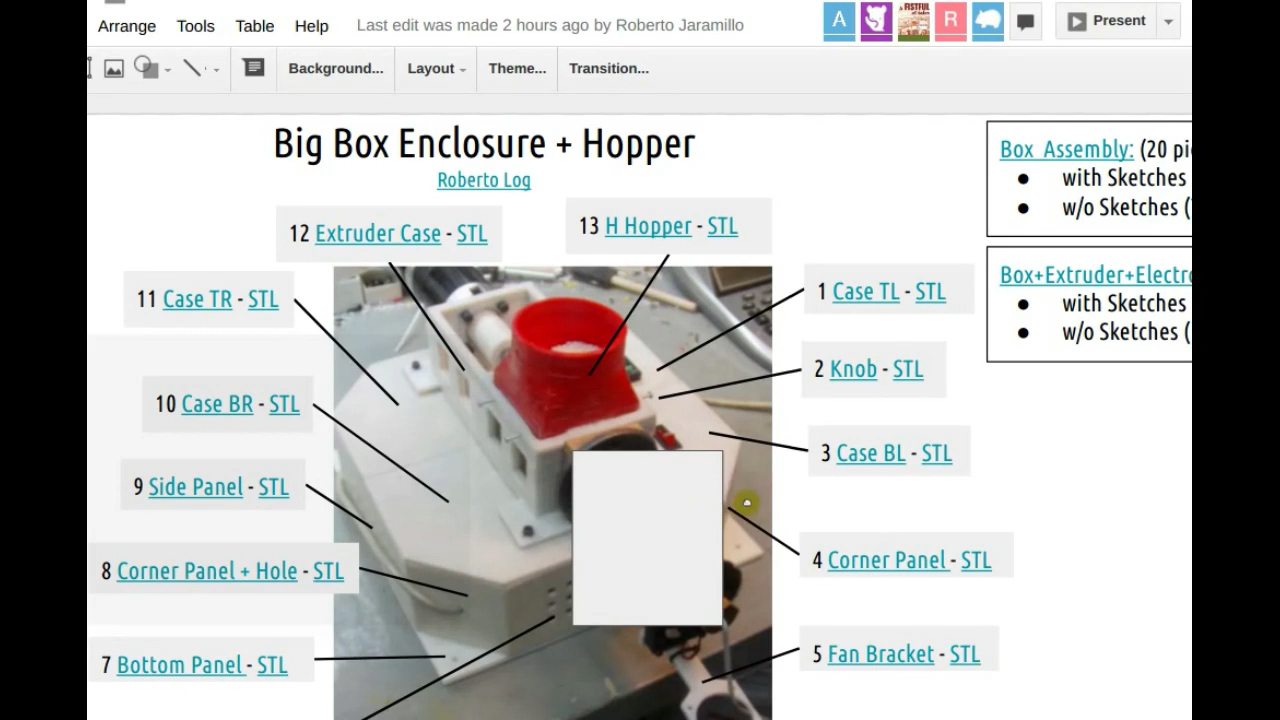 Arrange Tools Table Help Last edit was made 2 hours ago by Roberto Jaramillo
A R Present
Background... Layout Theme... Transition...
Big Box Enclosure + Hopper
Roberto Log
12 Extruder Case - STL
13 H Hopper - STL
11 Case TR - STL
1 Case TL - STL
10 Case BR - STL
2 Knob - STL
9 Side Panel - STL
3 Case BL - STL
8 Corner Panel + Hole - STL
4 Corner Panel - STL
7 Bottom Panel - STL
5 Fan Bracket - STL
Box Assembly: (20
● with Sketches
● w/o Sketches (
Box+Extruder+Electro
● with Sketches
● w/o Sketches (